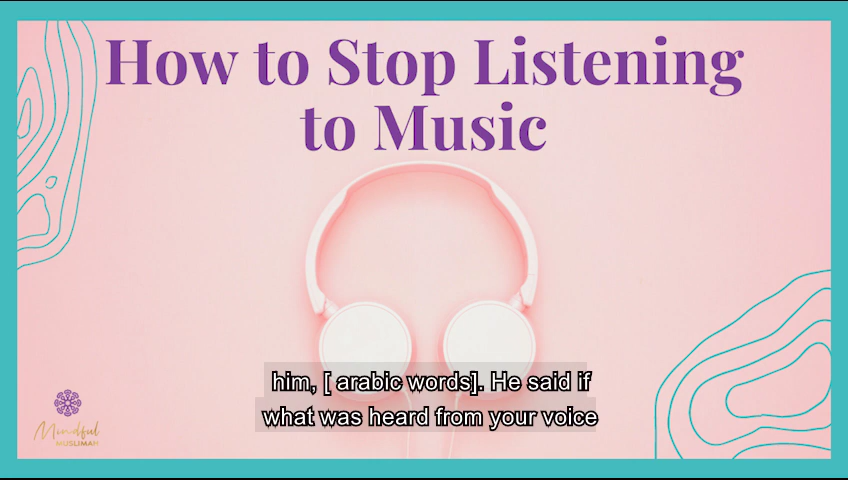 How to Stop Listening
to Music
him, [ arabic words]. He said if
what was heard from your voice
Mindful
MUSLIMAH